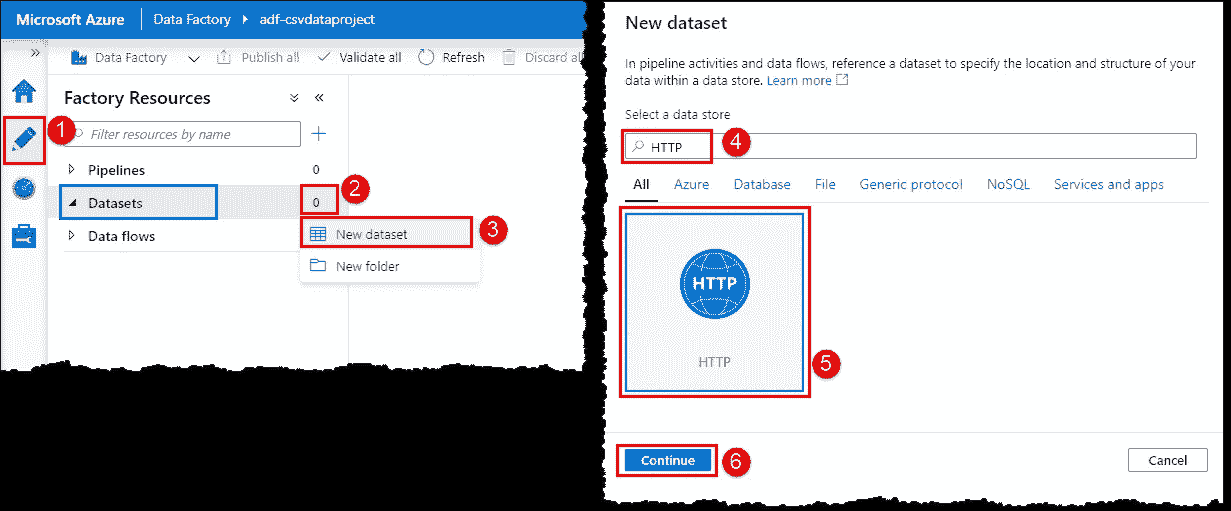 Microsoft Azure Data Factory adf-csvdataproject
Data Factory Publish all Validate all Refresh Discard all
Factory Resources
1 Filter resources by name
Pipelines 0
2
Datasets 0
3 New dataset
Data flows
New folder
New dataset
In pipeline activities and data flows, reference a dataset to specify the location and structure of your
data within a data store. Learn more
Select a data store
HTTP 4
All Azure Database File Generic protocol NoSQL Services and apps
HTTP
HTTP 5
Continue 6 Cancel